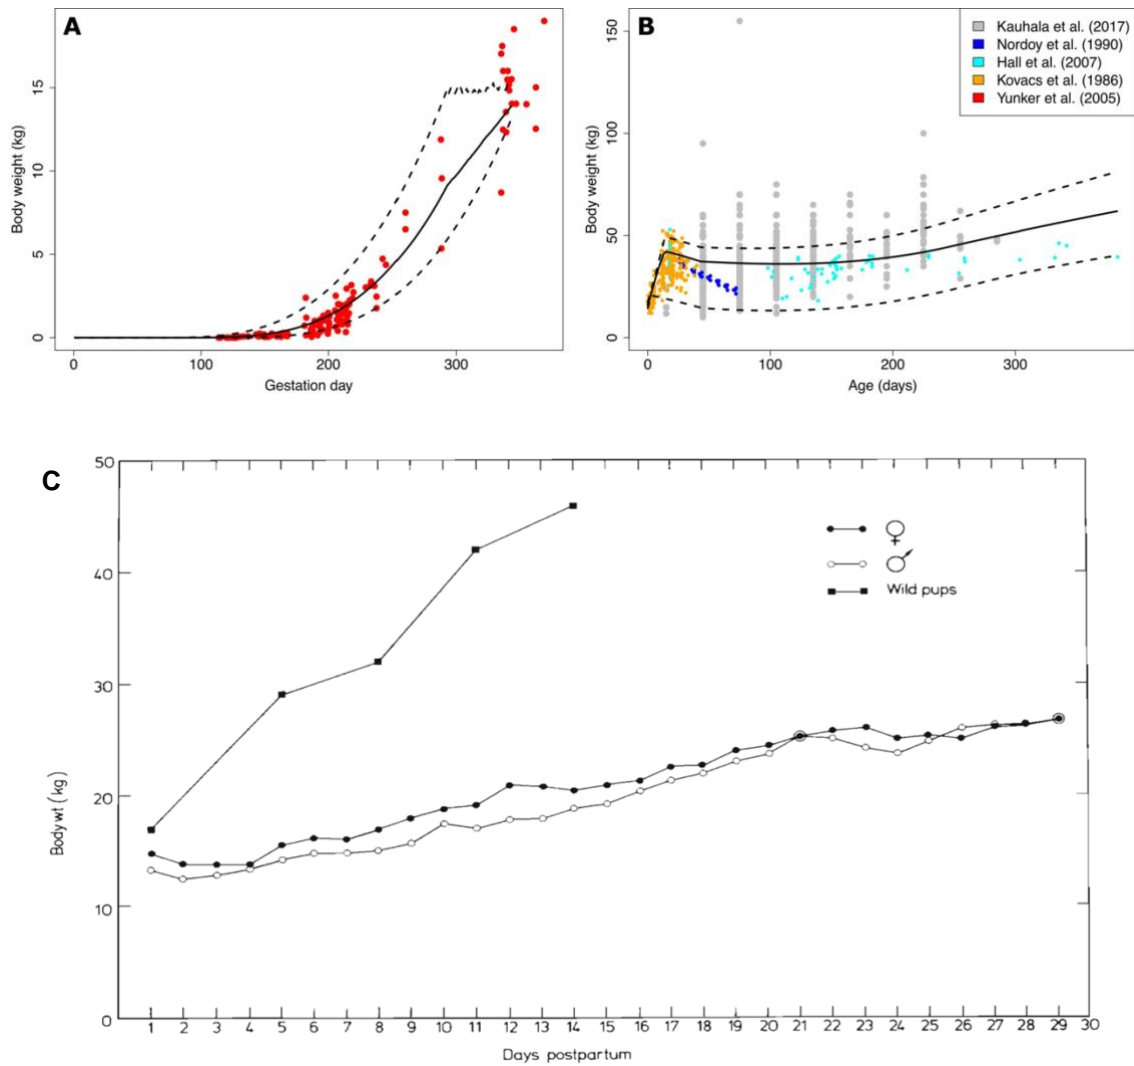 A
Body weight (kg)
15
10
5
0
0 100 200 300
Gestation day
B
Body weight (kg)
150
100
50
0
0 100 200 300
Age (days)
Kauhala et al. (2017)
Nordoy et al. (1990)
Hall et al. (2007)
Kovacs et al. (1986)
Yunker et al. (2005)
C
Body wt (kg)
50
40
30
20
10
0
♀
♂
Wild pups
1 2 3 4 5 6 7 8 9 10 11 12 13 14 15 16 17 18 19 20 21 22 23 24 25 26 27 28 29 30
Days postpartum